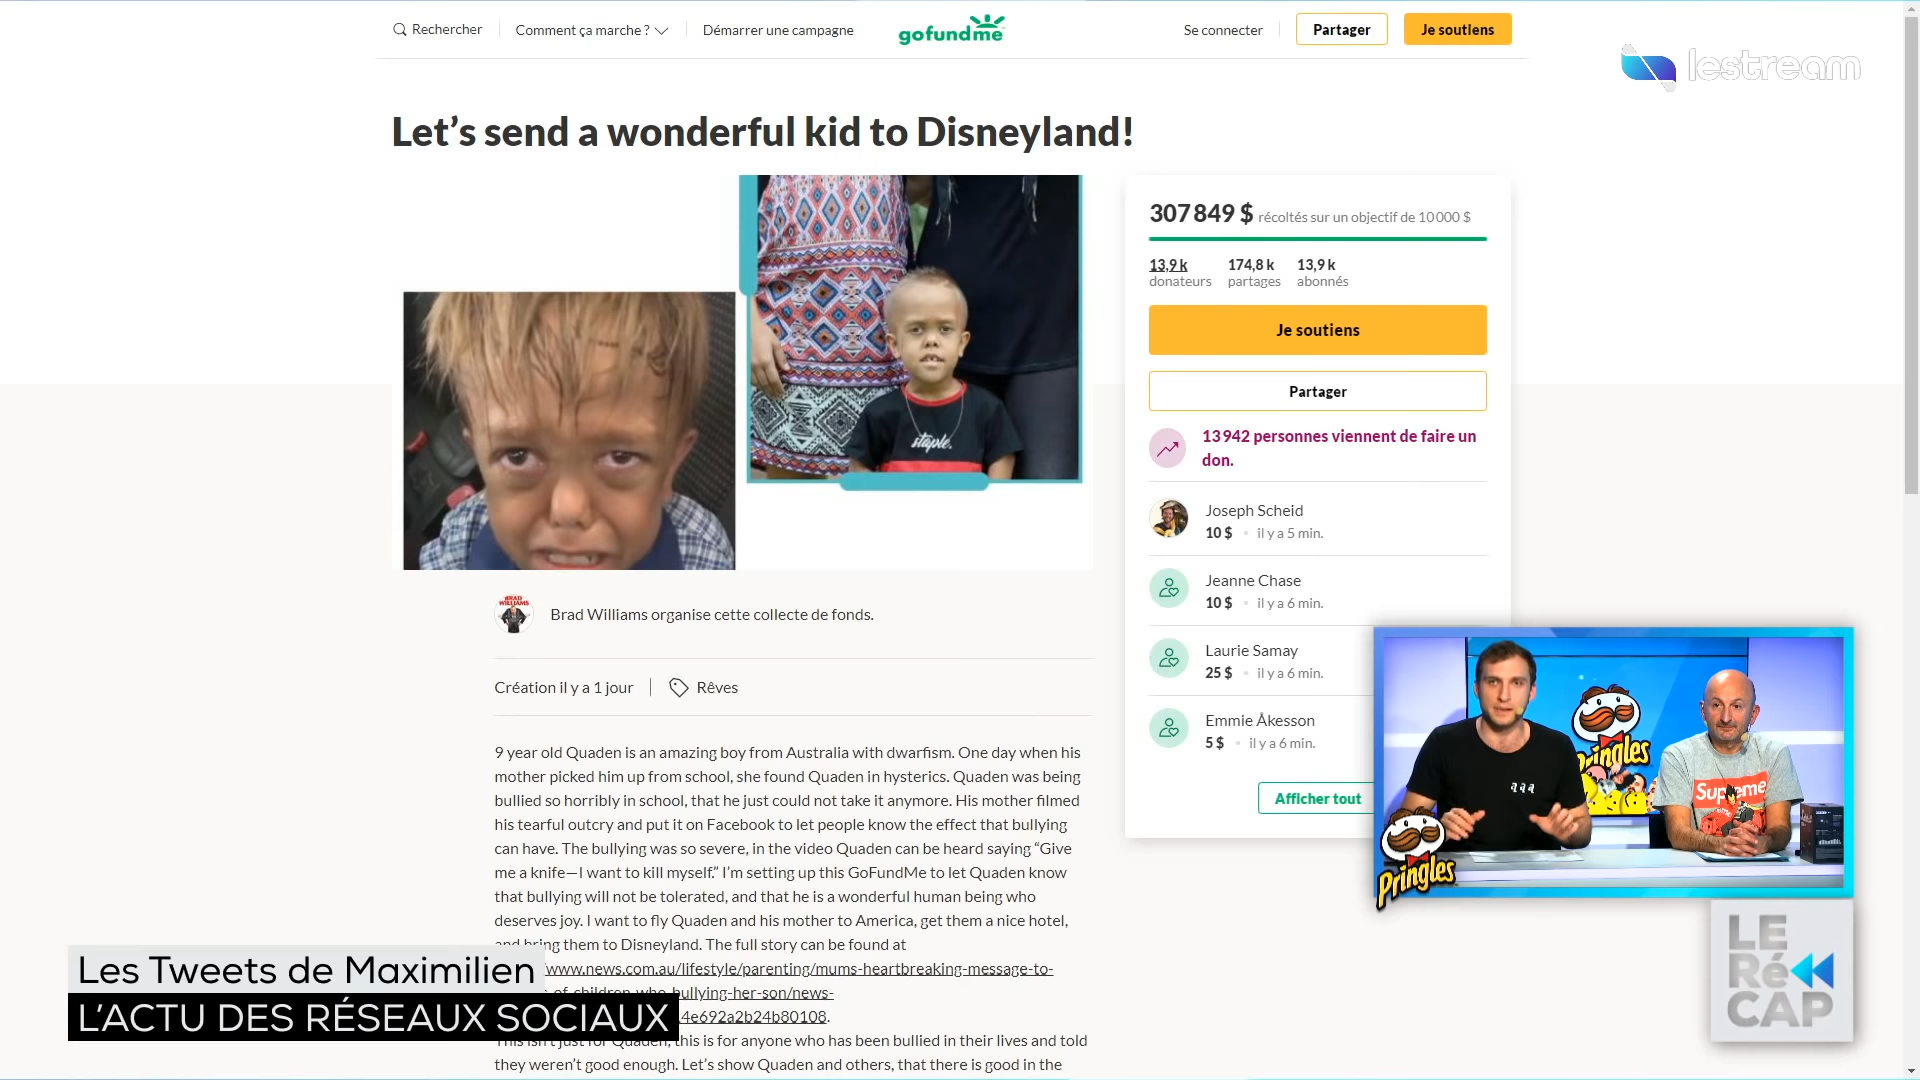 Rechercher
Comment ça marche ?
Démarrer une campagne
gofundme
Se connecter
Partager
Je soutiens
lestream
Let’s send a wonderful kid to Disneyland!
staple.
307 849 $ récoltés sur un objectif de 10 000 $
13,9 k
donateurs
174,8 k
partages
13,9 k
abonnés
Je soutiens
Partager
13 942 personnes viennent de faire un
don.
Joseph Scheid
10 $ • il y a 5 min.
Jeanne Chase
10 $ • il y a 6 min.
Laurie Samay
25 $ • il y a 6 min.
Emmie Åkesson
5 $ • il y a 6 min.
Afficher tout
BRAD
WILLIAMS
Brad Williams organise cette collecte de fonds.
Création il y a 1 jour
Rêves
9 year old Quaden is an amazing boy from Australia with dwarfism. One day when his
mother picked him up from school, she found Quaden in hysterics. Quaden was being
bullied so horribly in school, that he just could not take it anymore. His mother filmed
his tearful outcry and put it on Facebook to let people know the effect that bullying
can have. The bullying was so severe, in the video Quaden can be heard saying “Give
me a knife—I want to kill myself.” I’m setting up this GoFundMe to let Quaden know
that bullying will not be tolerated, and that he is a wonderful human being who
deserves joy. I want to fly Quaden and his mother to America, get them a nice hotel,
and bring them to Disneyland. The full story can be found at
/www.news.com.au/lifestyle/parenting/mums-heartbreaking-message-to-
of-children-who-bullying-her-son/news-
4e692a2b24b80108.
This isn’t just for Quaden, this is for anyone who has been bullied in their lives and told
they weren’t good enough. Let’s show Quaden and others, that there is good in the
Pringles
Supreme
Pringles
LE
Ré
CAP
Les Tweets de Maximilien
L’ACTU DES RÉSEAUX SOCIAUX